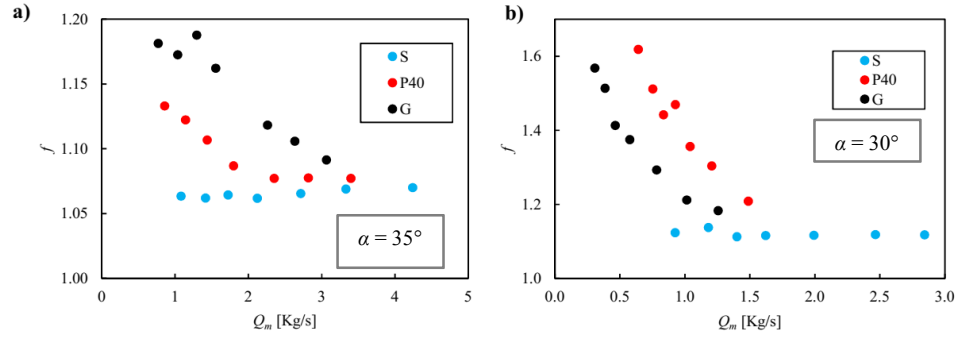 a)
1.20
1.15
1.10
1.05
1.00
f
S
P40
G
α = 35°
0 1 2 3 4 5
Qm [Kg/s]
b)
1.6
1.4
1.2
1.0
f
S
P40
G
α = 30°
0.0 0.5 1.0 1.5 2.0 2.5 3.0
Qm [Kg/s]